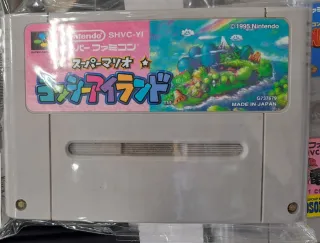 Nintendo SHVC-YI
スーパーファミコン
© 1995 Nintendo
スーパーマリオ
ヨッシーアイランド
MADE IN JAPAN